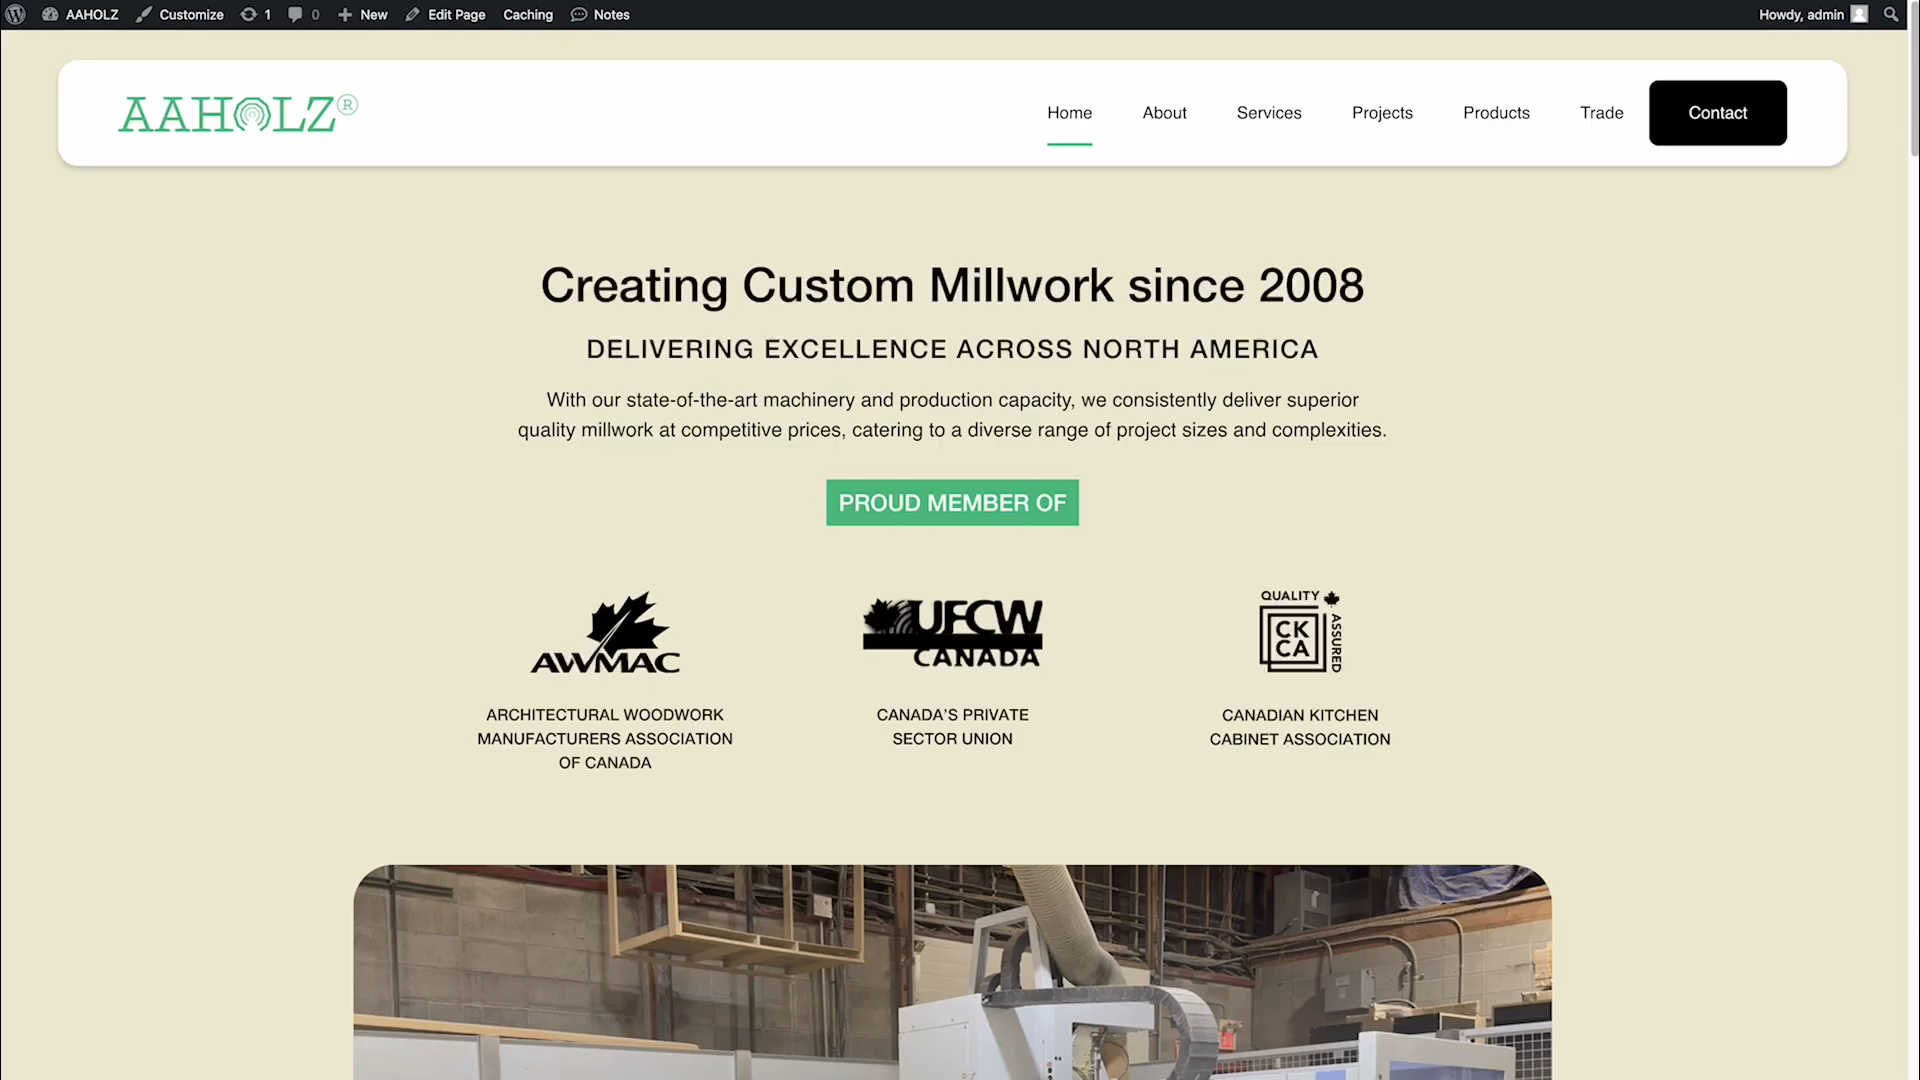 AAHOLZ
Customize
1
0
New
Edit Page
Caching
Notes
Howdy, admin
AAHOLZ®
Home
About
Services
Projects
Products
Trade
Contact
Creating Custom Millwork since 2008
DELIVERING EXCELLENCE ACROSS NORTH AMERICA
With our state-of-the-art machinery and production capacity, we consistently deliver superior
quality millwork at competitive prices, catering to a diverse range of project sizes and complexities.
PROUD MEMBER OF
AWMAC
ARCHITECTURAL WOODWORK
MANUFACTURERS ASSOCIATION
OF CANADA
UFCW
CANADA
CANADA’S PRIVATE
SECTOR UNION
QUALITY
ASSURED
CK
CA
CANADIAN KITCHEN
CABINET ASSOCIATION